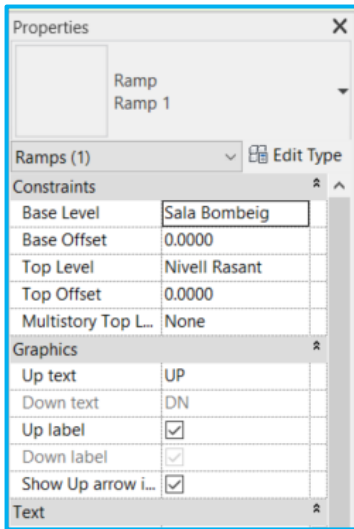 Properties
Ramp
Ramp 1
Ramps (1) Edit Type
Constraints
Base Level Sala Bombeig
Base Offset 0.0000
Top Level Nivell Rasant
Top Offset 0.0000
Multistory Top L... None
Graphics
Up text UP
Down text DN
Up label
Down label
Show Up arrow i...
Text